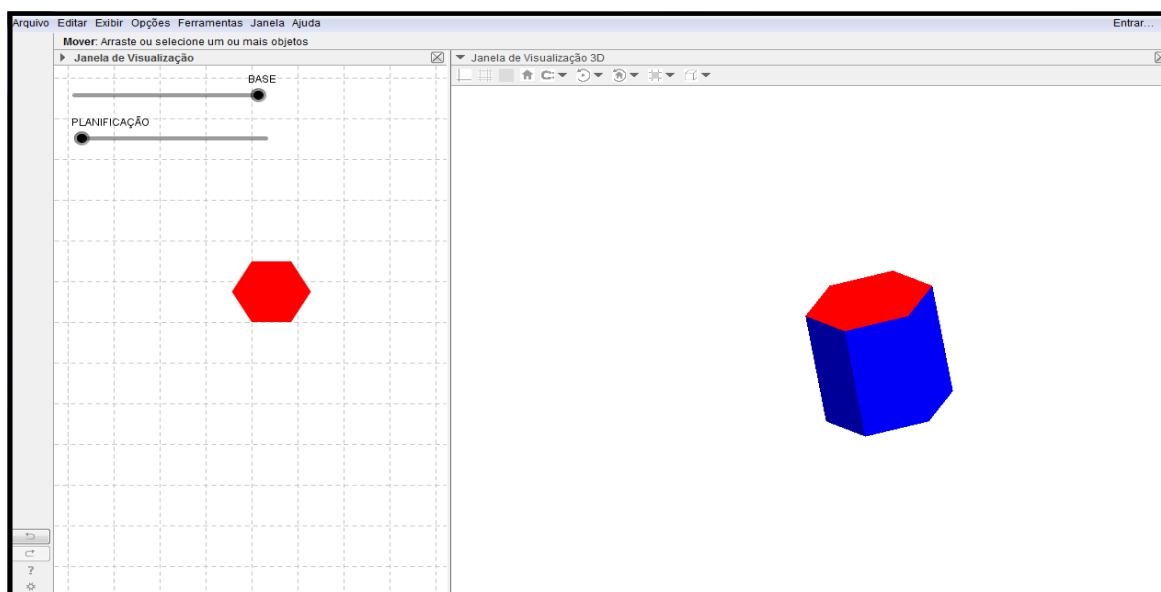 Arquivo Editar Exibir Opções Ferramentas Janela Ajuda Entrar...
Mover: Arraste ou selecione um ou mais objetos
Janela de Visualização
Janela de Visualização 3D
BASE
PLANIFICAÇÃO
?